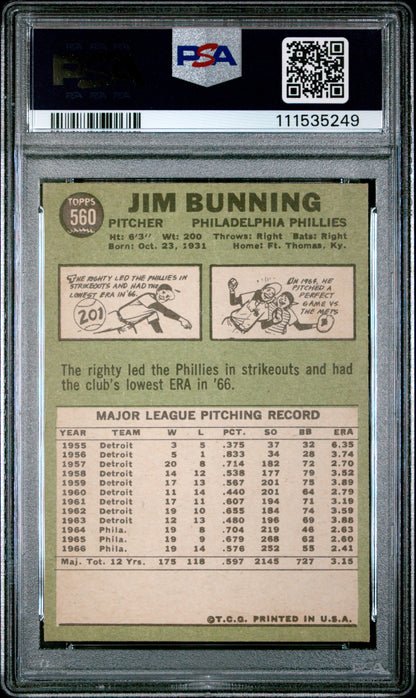 PSA
111535249
TOPPS
560
JIM BUNNING
PITCHER PHILADELPHIA PHILLIES
Ht: 6'3" Wt: 200 Throws: Right Bats: Right
Born: Oct. 23, 1931 Home: Ft. Thomas, Ky.
THE RIGHTY LED THE PHILLIES IN
STRIKEOUTS AND HAD THE
LOWEST ERA IN '66.
201
IN 1964, HE
PITCHED A
PERFECT
GAME VS.
THE METS
The righty led the Phillies in strikeouts and had
the club's lowest ERA in '66.
MAJOR LEAGUE PITCHING RECORD
YEAR TEAM W L PCT. SO BB ERA
1955 Detroit 3 5 .375 37 32 6.35
1956 Detroit 5 1 .833 34 28 3.74
1957 Detroit 20 8 .714 182 72 2.70
1958 Detroit 14 12 .538 177 79 3.52
1959 Detroit 17 13 .567 201 75 3.89
1960 Detroit 11 14 .440 201 64 2.79
1961 Detroit 17 11 .607 194 71 3.19
1962 Detroit 19 10 .655 184 74 3.59
1963 Detroit 12 13 .480 196 69 3.88
1964 Phila. 19 8 .704 219 46 2.63
1965 Phila. 19 9 .679 268 62 2.60
1966 Phila. 19 14 .576 252 55 2.41
Maj. Tot. 12 Yrs. 175 118 .597 2145 727 3.15
©T.C.G. PRINTED IN U.S.A.